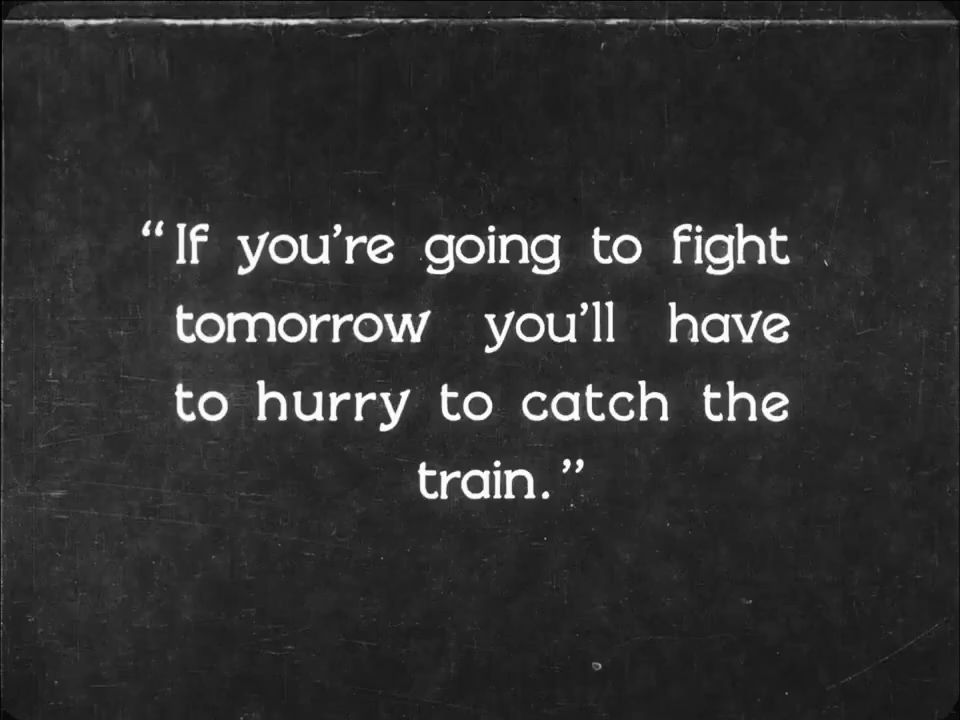 “If you’re going to fight
tomorrow you’ll have
to hurry to catch the
train.”